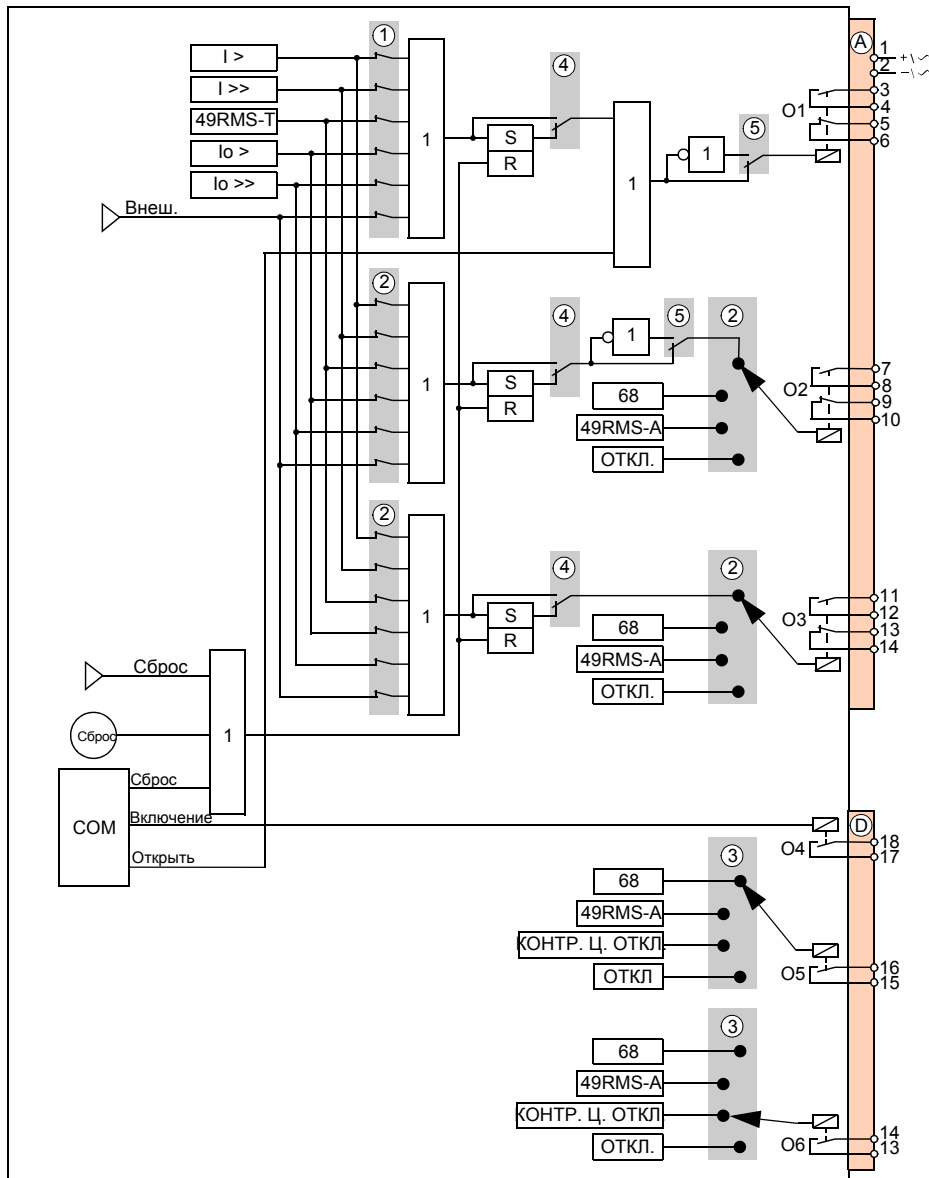 1
A
I >
1
+\~
4
2
−\~
I >>
3
5
O1
4
49RMS-T
5
1
S
1
6
Io >
R
1
Io >>
Внеш.
2
4
5
2
1
7
1
S
O2
8
R
68
9
49RMS-A
10
ОТКЛ.
2
4
2
11
1
S
O3
12
R
68
13
49RMS-A
14
Сброс
ОТКЛ.
Сброс
1
Сброс
COM
Включение
D
Открыть
O4
18
17
3
68
49RMS-A
КОНТР. Ц. ОТКЛ.
16
ОТКЛ
O5
15
3
68
49RMS-A
КОНТР. Ц. ОТКЛ
14
ОТКЛ.
O6
13